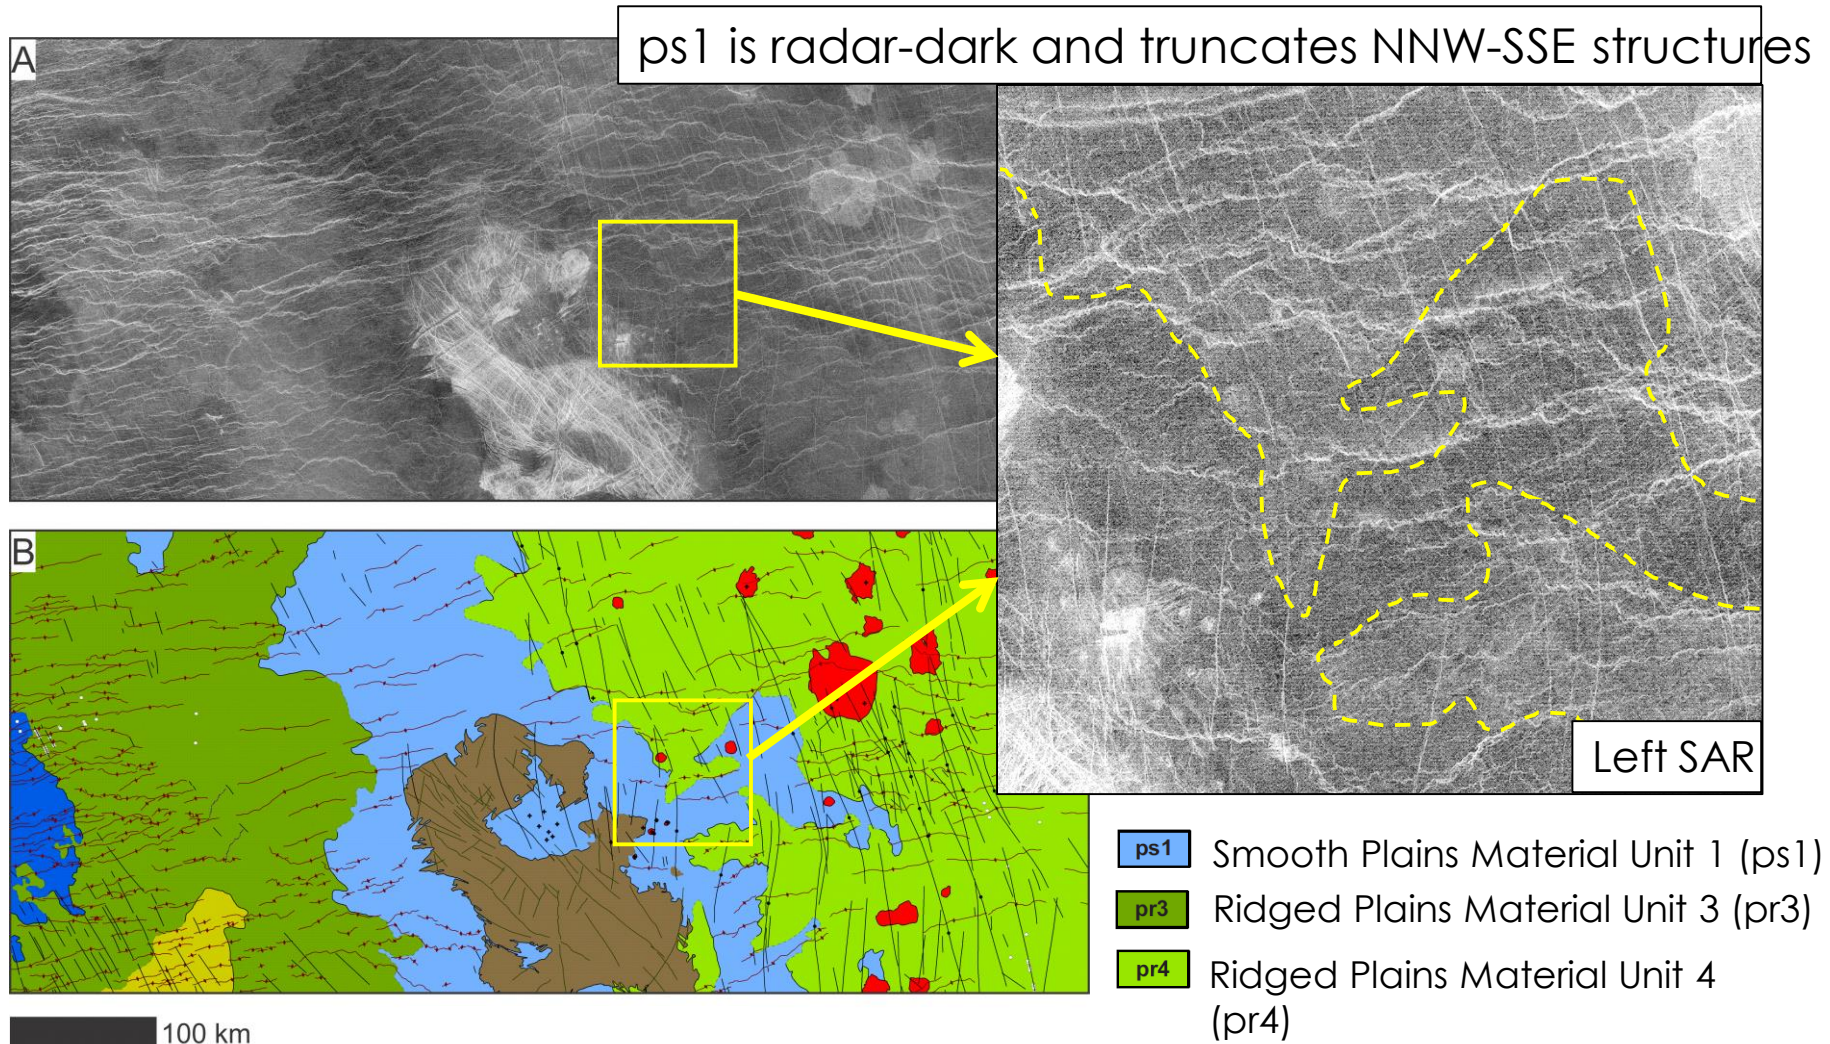 ps1 is radar-dark and truncates NNW-SSE structures
A
B
Left SAR
ps1 Smooth Plains Material Unit 1 (ps1)
pr3 Ridged Plains Material Unit 3 (pr3)
pr4 Ridged Plains Material Unit 4
(pr4)
100 km